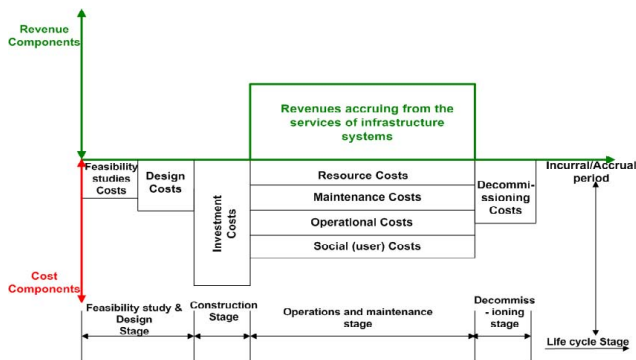 Revenue
Components
Revenues accruing from the
services of infrastructure
systems
Feasibility
studies
Costs
Design
Costs
Investment
Costs
Resource Costs
Maintenance Costs
Operational Costs
Social (user) Costs
Decommi-
ssioning
Costs
Incurral/Accrual
period
Cost
Components
Feasibility study &
Design
Stage
Construction
Stage
Operations and maintenance
stage
Decommiss
- ioning
stage
Life cycle Stage